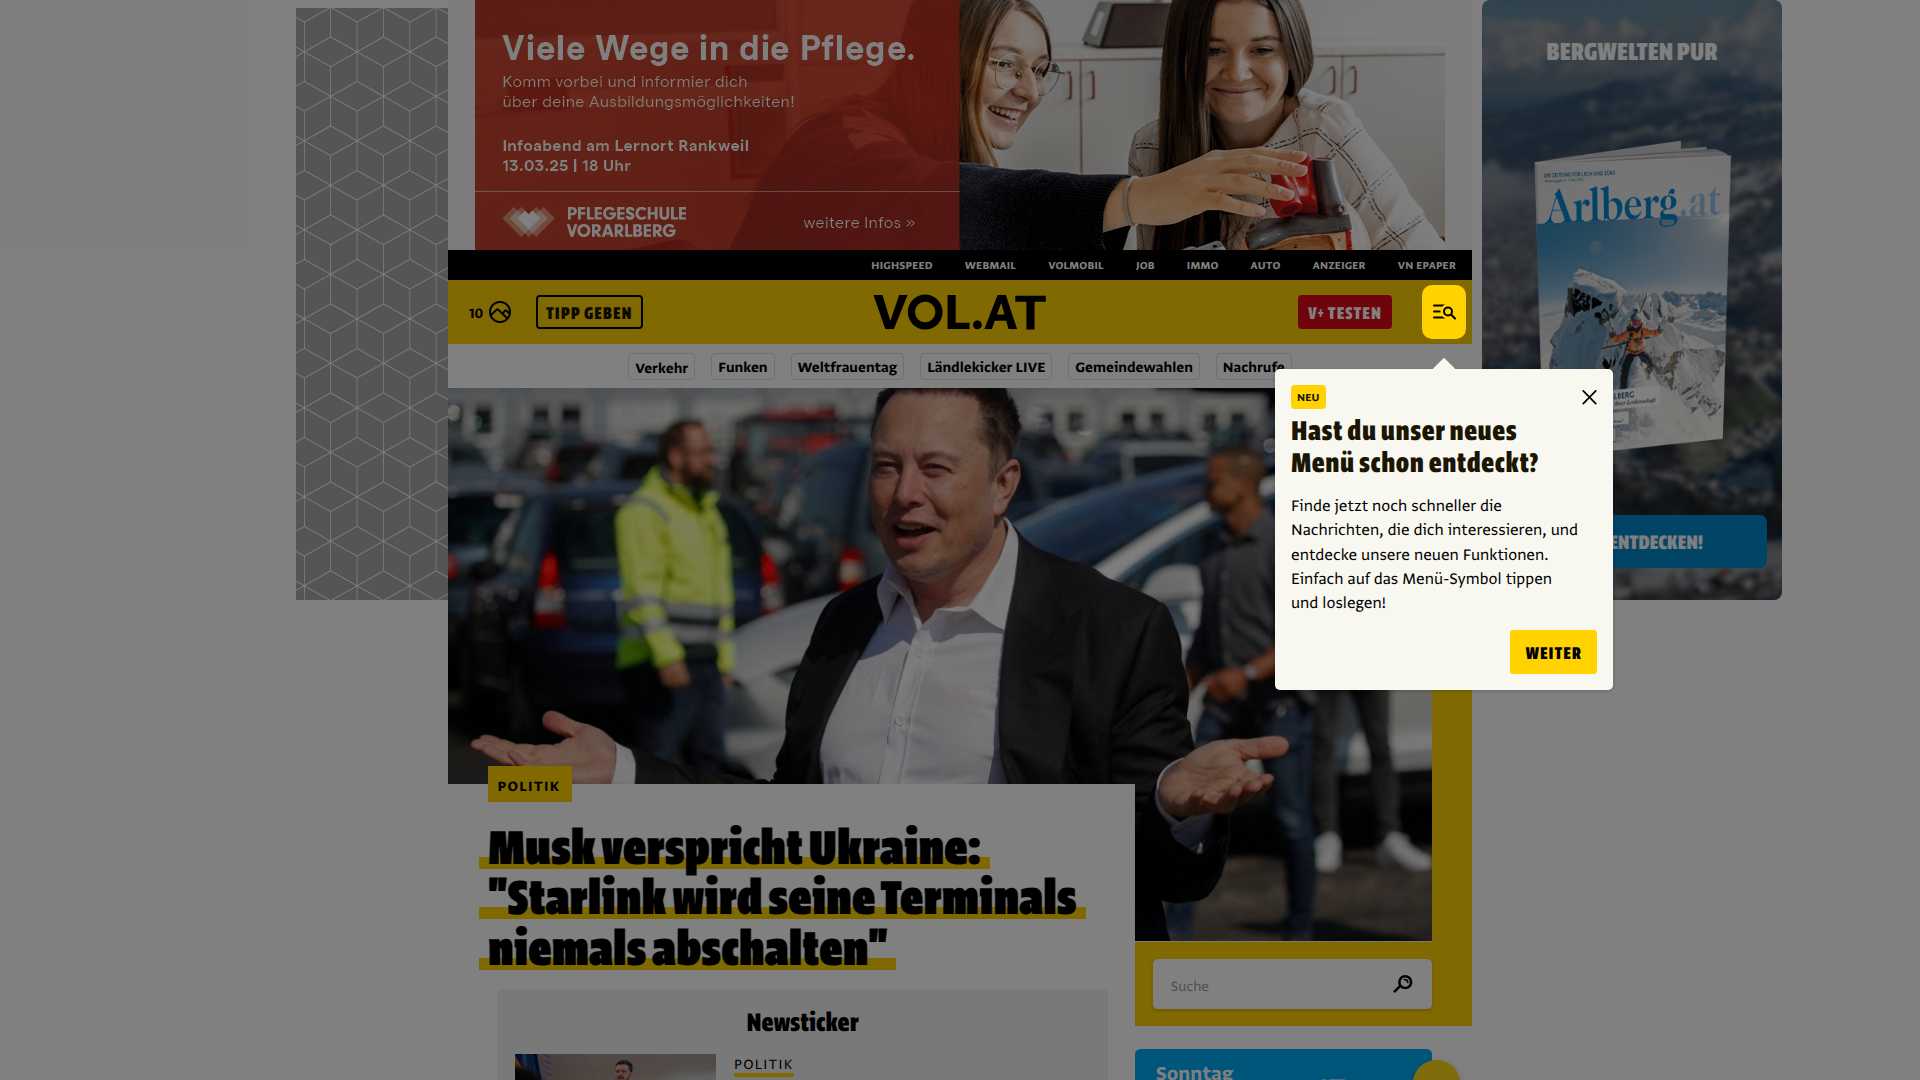 Viele Wege in die Pflege.
Komm vorbei und informier dich
über deine Ausbildungsmöglichkeiten!
Infoabend am Lernort Rankweil
13.03.25 | 18 Uhr
PFLEGESCHULE
VORARLBERG
weitere Infos »
BERGWELTEN PUR
Arlberg.at
ENTDECKEN!
HIGHSPEED WEBMAIL VOLMOBIL JOB IMMO AUTO ANZEIGER VN EPAPER
10 TIPP GEBEN VOL.AT V+ TESTEN
Verkehr Funken Weltfrauentag Ländlekicker LIVE Gemeindewahlen Nachrufe
NEU
Hast du unser neues
Menü schon entdeckt?
Finde jetzt noch schneller die
Nachrichten, die dich interessieren, und
entdecke unsere neuen Funktionen.
Einfach auf das Menü-Symbol tippen
und loslegen!
WEITER
POLITIK
Musk verspricht Ukraine:
"Starlink wird seine Terminals
niemals abschalten"
Suche
Newsticker
POLITIK
Sonntag